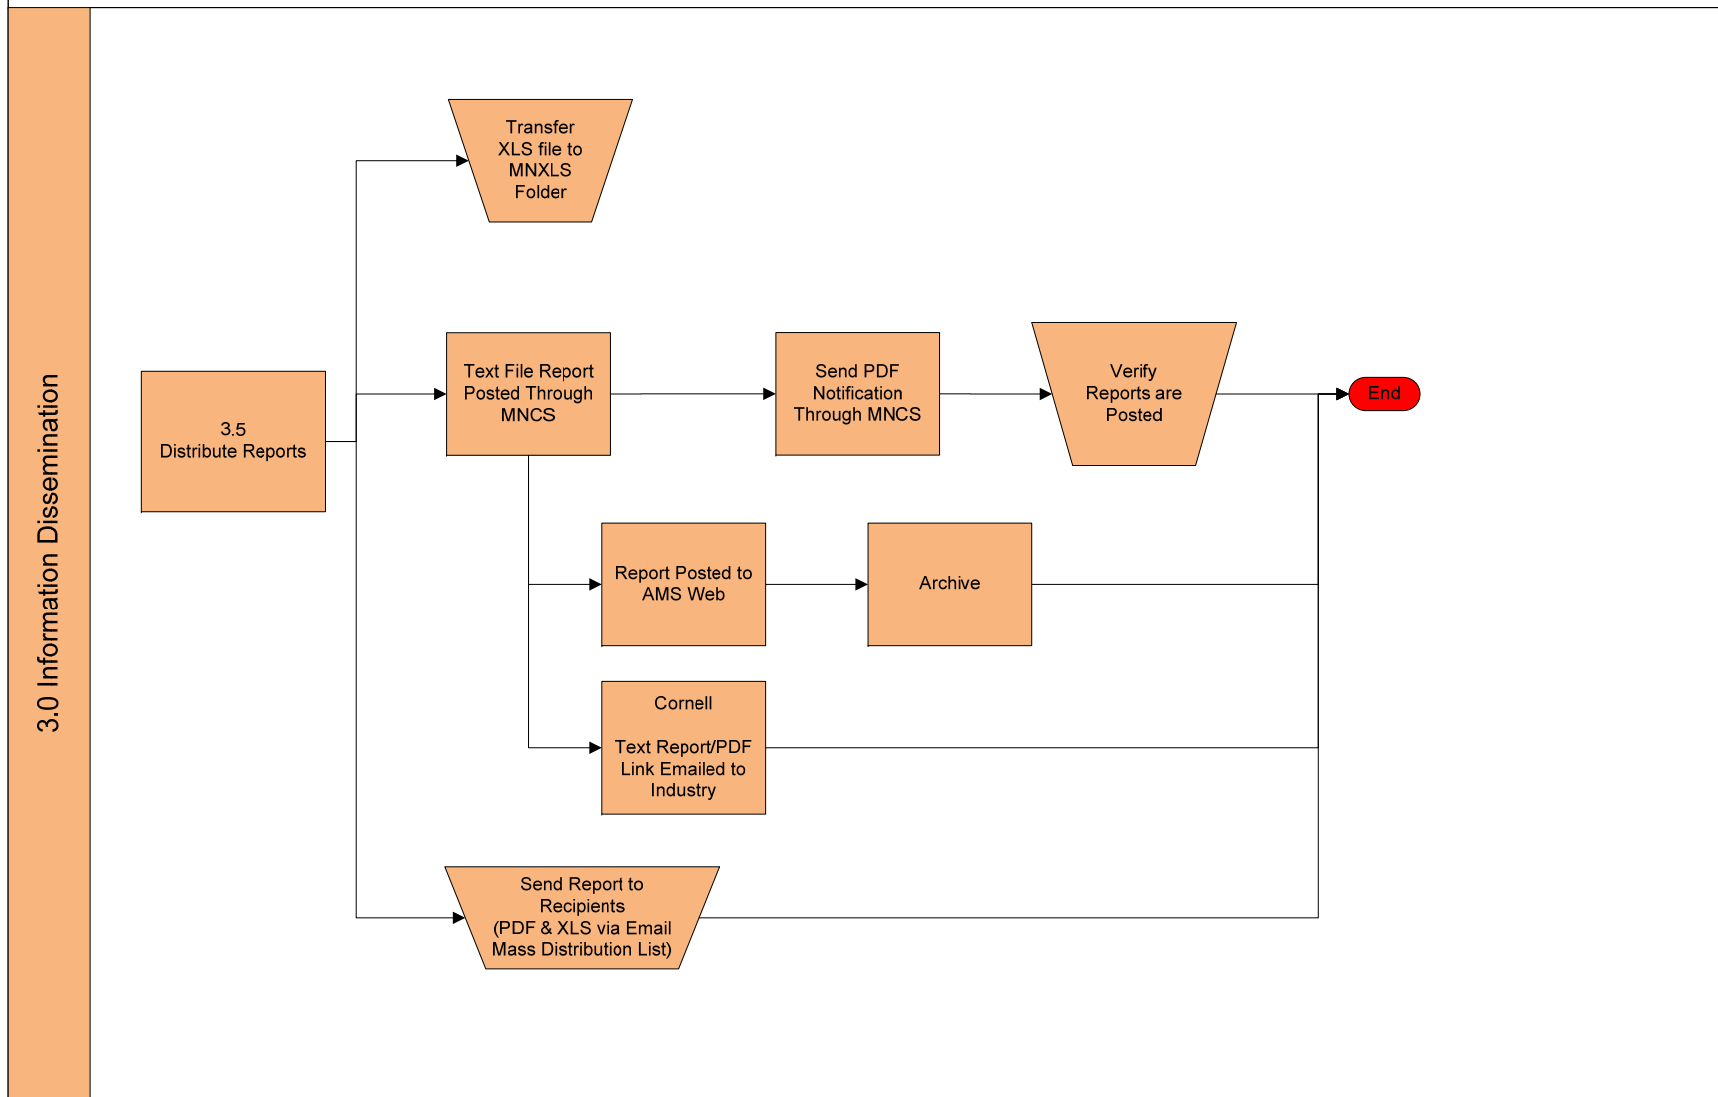 3.0 Information Dissemination
Transfer
XLS file to
MNXLS
Folder
3.5
Distribute Reports
Text File Report
Posted Through
MNCS
Send PDF
Notification
Through MNCS
Verify
Reports are
Posted
End
Report Posted to
AMS Web
Archive
Cornell
Text Report/PDF
Link Emailed to
Industry
Send Report to
Recipients
(PDF & XLS via Email
Mass Distribution List)